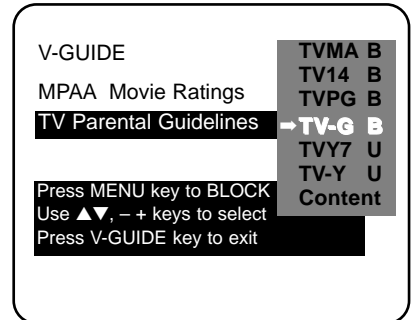 V-GUIDE
MPAA Movie Ratings
TV Parental Guidelines
TVMA B
TV14 B
TVPG B
➡TV-G B
TVY7 U
TV-Y U
Content
Press MENU key to BLOCK
Use ▲▼, – + keys to select
Press V-GUIDE key to exit